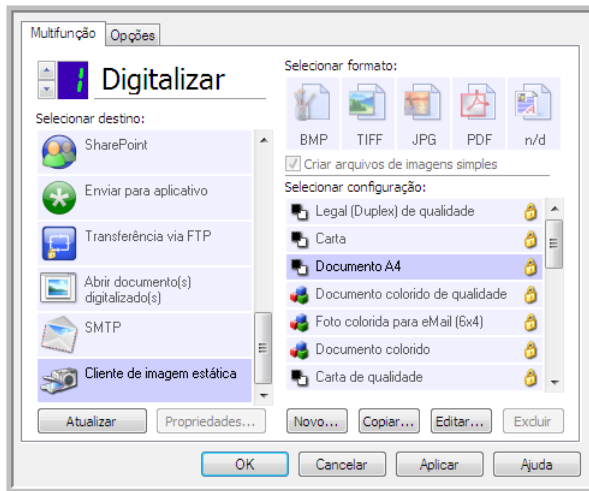 Multifunção
Opções
1
Digitalizar
Selecionar destino:
SharePoint
Enviar para aplicativo
Transferência via FTP
Abrir documento(s)
digitalizado(s)
SMTP
Cliente de imagem estática
Atualizar
Propriedades...
Selecionar formato:
BMP
TIFF
JPG
PDF
n/d
Criar arquivos de imagens simples
Selecionar configuração:
Legal (Duplex) de qualidade
Carta
Documento A4
Documento colorido de qualidade
Foto colorida para eMail (6x4)
Documento colorido
Carta de qualidade
Novo...
Copiar...
Editar...
Excluir
OK
Cancelar
Aplicar
Ajuda